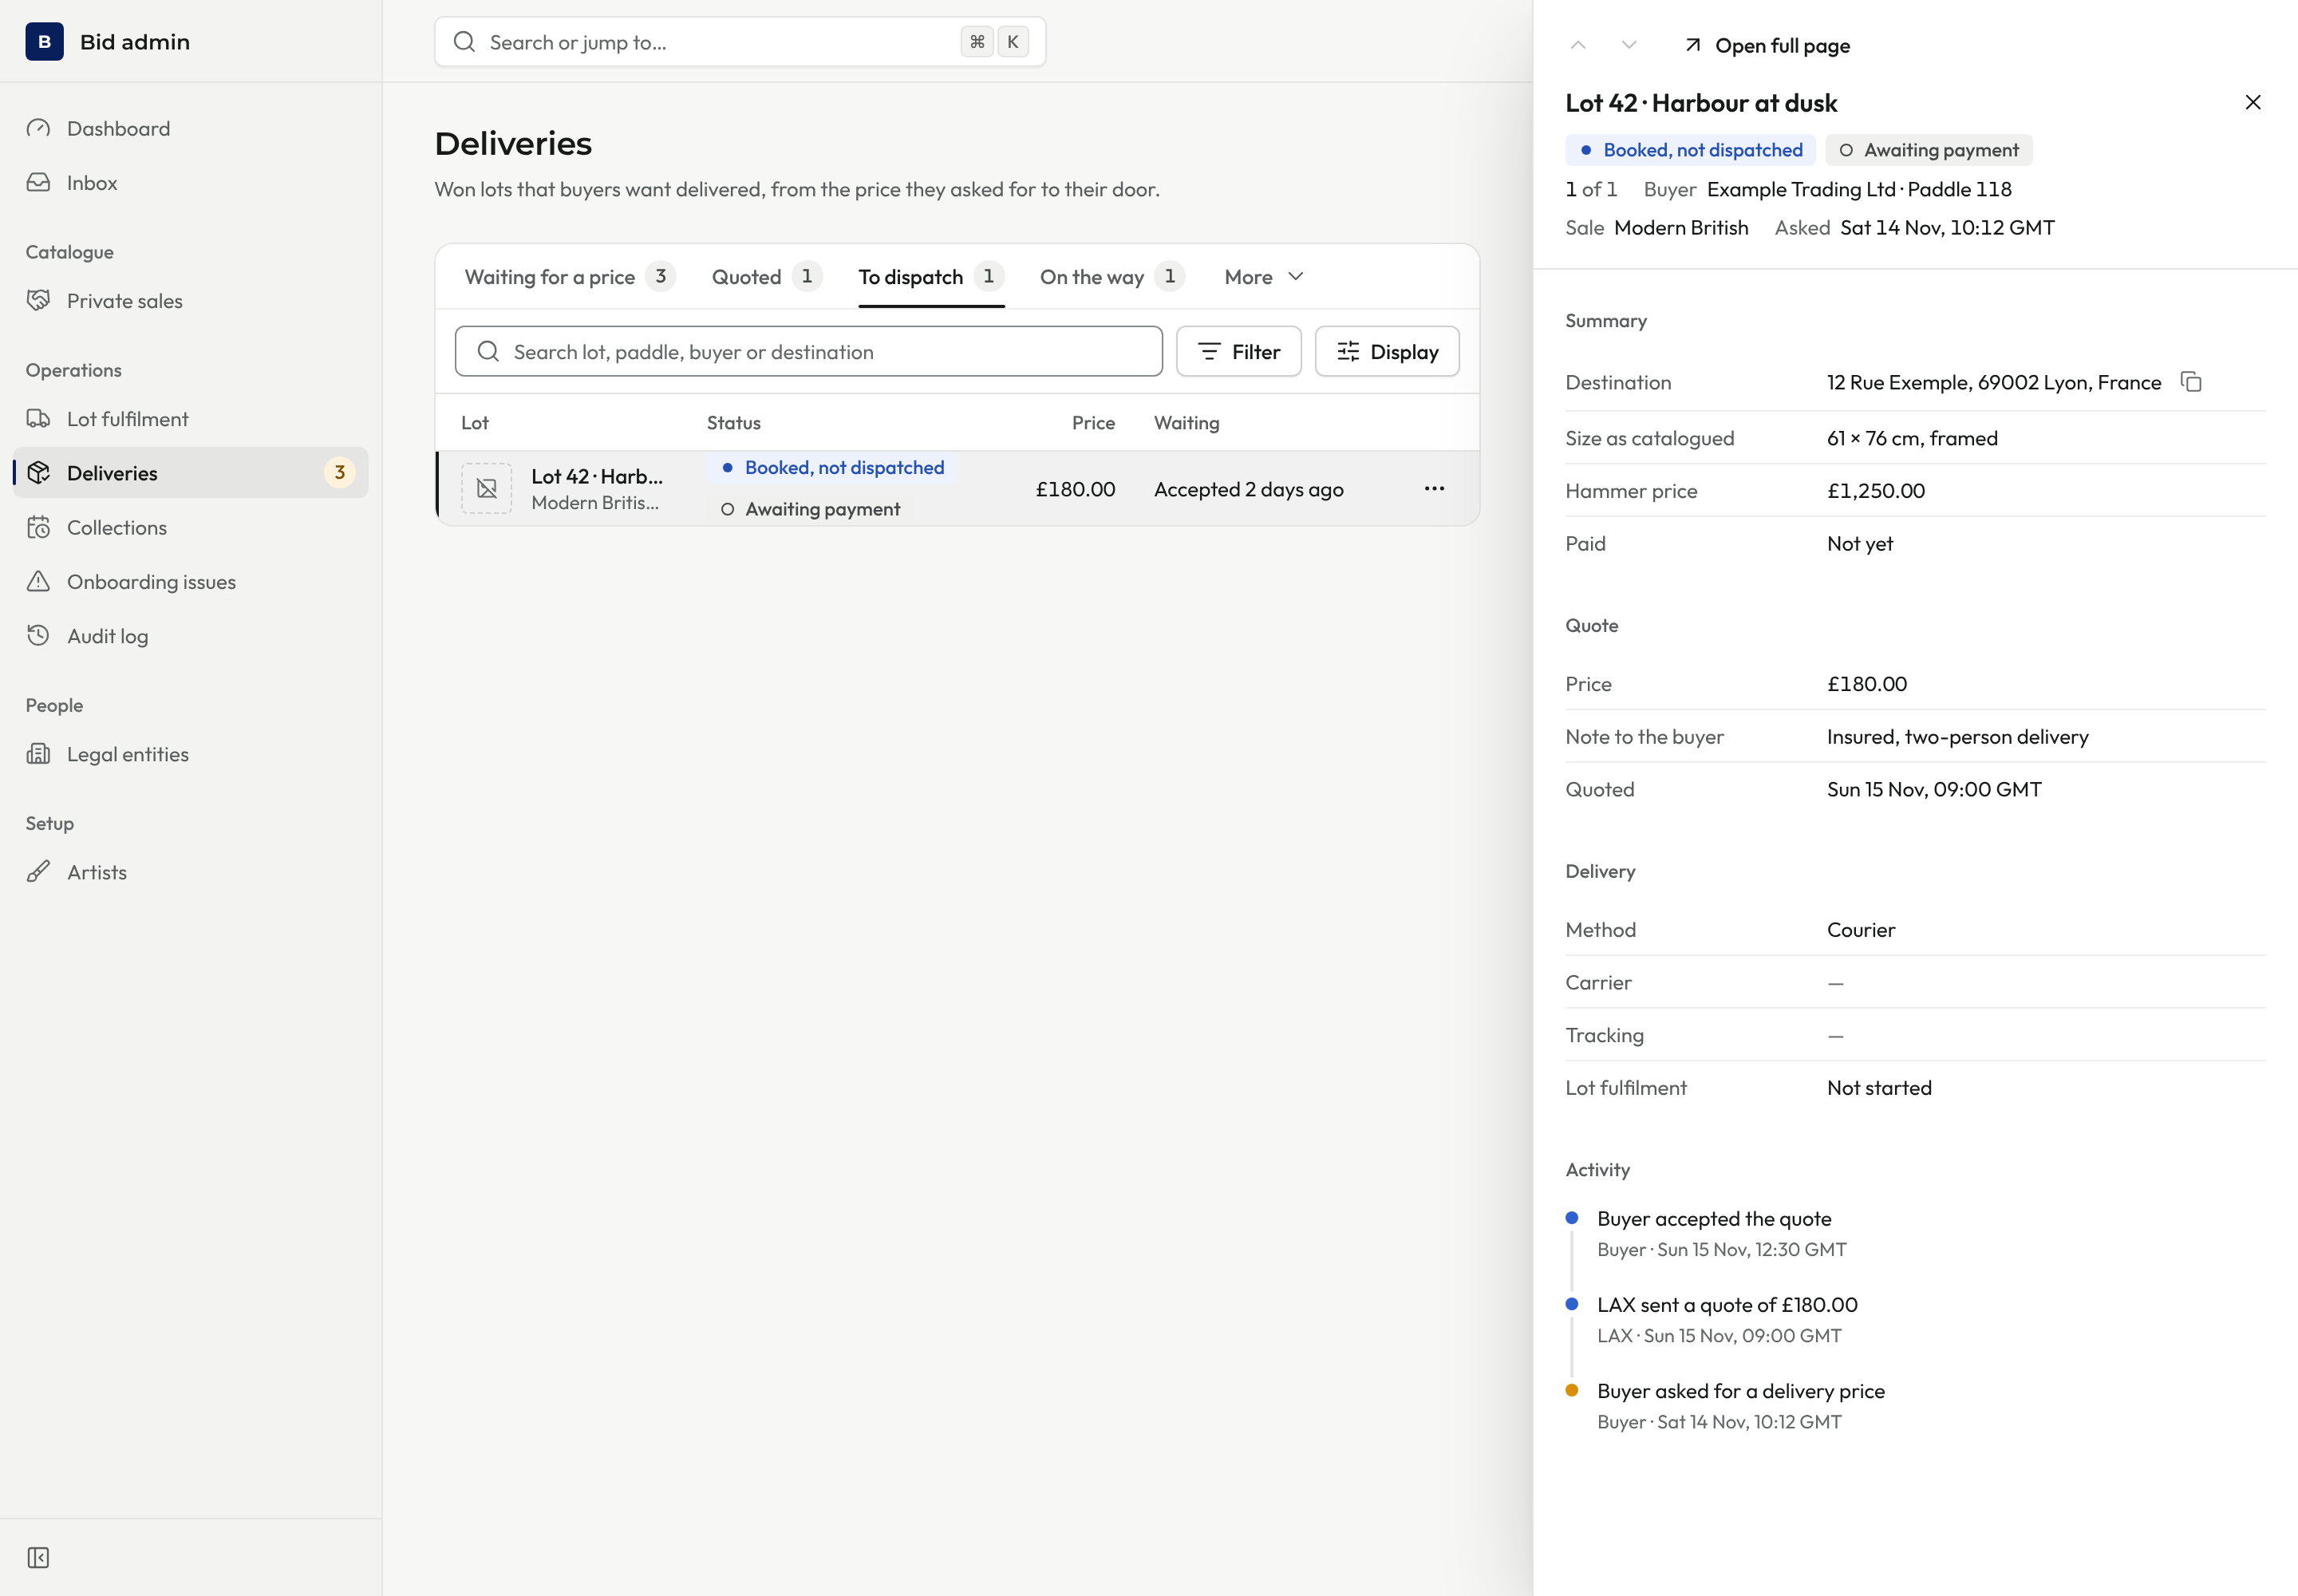 B Bid admin
Search or jump to...
⌘ K
Dashboard
Inbox
Catalogue
Private sales
Operations
Lot fulfilment
Deliveries 3
Collections
Onboarding issues
Audit log
People
Legal entities
Setup
Artists
Deliveries
Won lots that buyers want delivered, from the price they asked for to their door.
Waiting for a price 3 Quoted 1 To dispatch 1 On the way 1 More
Search lot, paddle, buyer or destination
Filter
Display
Lot Status Price Waiting
Lot 42 · Harb...
Modern Britis...
Booked, not dispatched
Awaiting payment
£180.00
Accepted 2 days ago
Open full page
Lot 42 · Harbour at dusk
Booked, not dispatched Awaiting payment
1 of 1 Buyer Example Trading Ltd · Paddle 118
Sale Modern British Asked Sat 14 Nov, 10:12 GMT
Summary
Destination 12 Rue Exemple, 69002 Lyon, France
Size as catalogued 61 × 76 cm, framed
Hammer price £1,250.00
Paid Not yet
Quote
Price £180.00
Note to the buyer Insured, two-person delivery
Quoted Sun 15 Nov, 09:00 GMT
Delivery
Method Courier
Carrier —
Tracking —
Lot fulfilment Not started
Activity
Buyer accepted the quote
Buyer · Sun 15 Nov, 12:30 GMT
LAX sent a quote of £180.00
LAX · Sun 15 Nov, 09:00 GMT
Buyer asked for a delivery price
Buyer · Sat 14 Nov, 10:12 GMT